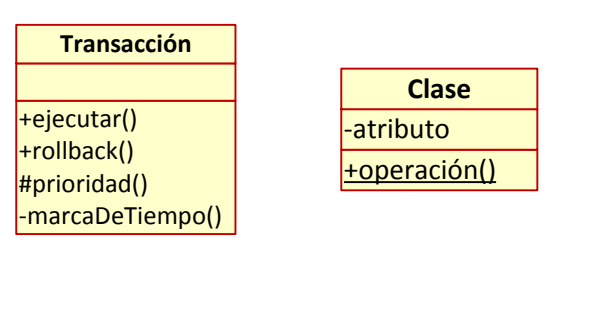 Transacción
+ejecutar()
+rollback()
#prioridad()
-marcaDeTiempo()
Clase
-atributo
+operación()